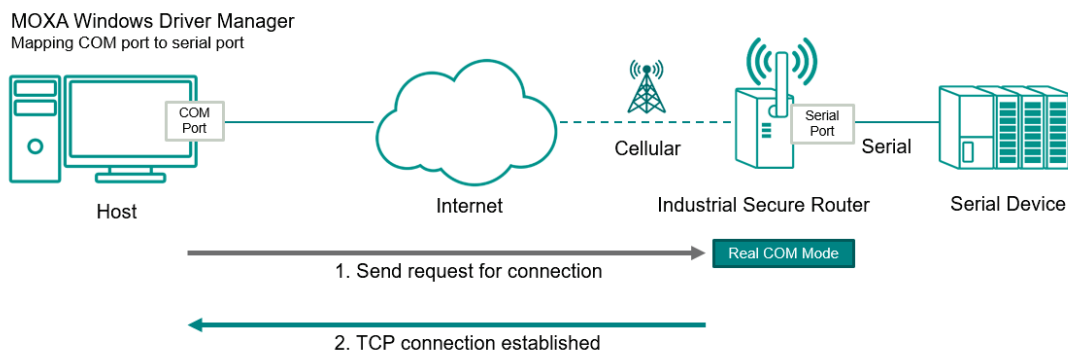 MOXA Windows Driver Manager
Mapping COM port to serial port
COM
Port
Serial
Port
Cellular
Serial
Host
Internet
Industrial Secure Router
Serial Device
Real COM Mode
1. Send request for connection
2. TCP connection established